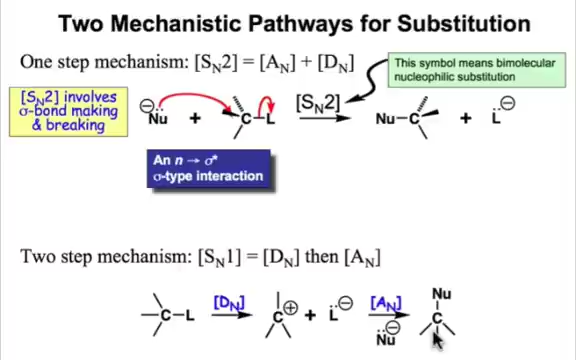 Two Mechanistic Pathways for Substitution
One step mechanism: [SN2] = [AN] + [DN]
This symbol means bimolecular
nucleophilic substitution
[SN2] involves
σ-bond making
& breaking
⊖
Nu + C–L [SN2] Nu–C + L ⊖
An n → σ*
σ-type interaction
Two step mechanism: [SN1] = [DN] then [AN]
–C–L [DN] C ⊕ + L ⊖ [AN] Nu ⊖ Nu C